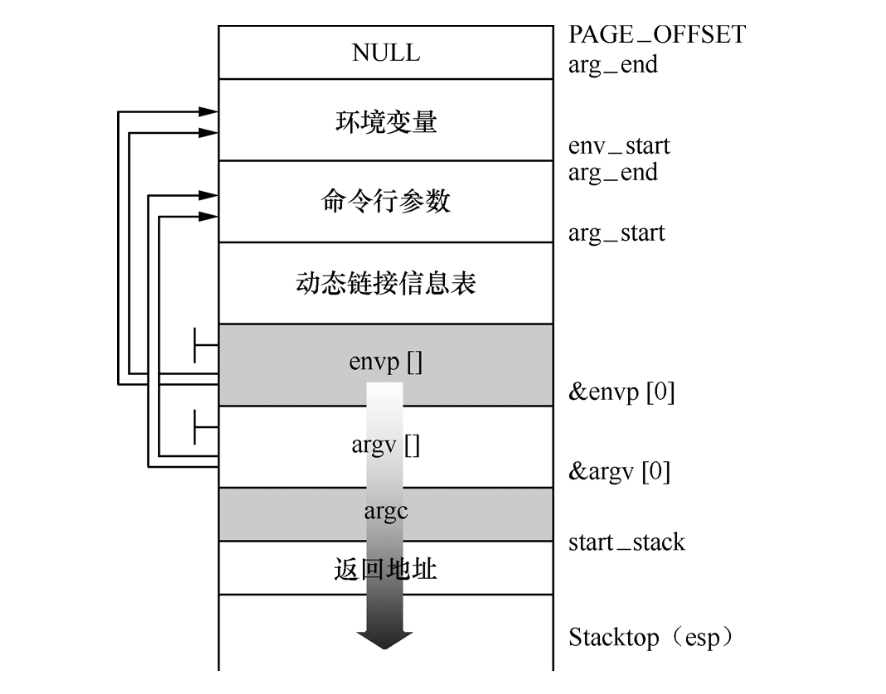 PAGE_OFFSET
NULL
arg_end
环境变量
env_start
arg_end
命令行参数
arg_start
动态链接信息表
envp []
&envp [0]
argv []
&argv [0]
argc
start_stack
返回地址
Stacktop（esp）